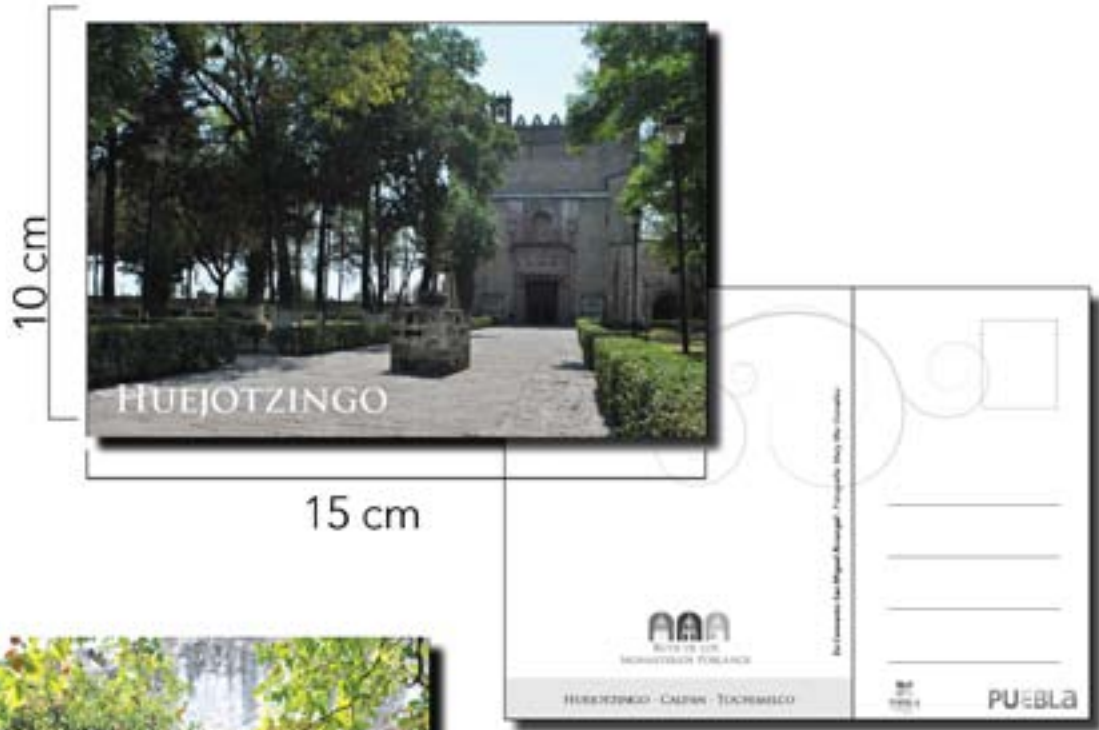 10 cm
HUEJOTZINGO
15 cm
RUTA DE LOS
MONASTERIOS POBLANOS
HUEJOTZINGO - CALPAN - TOCHIMILCO
PUEBLA